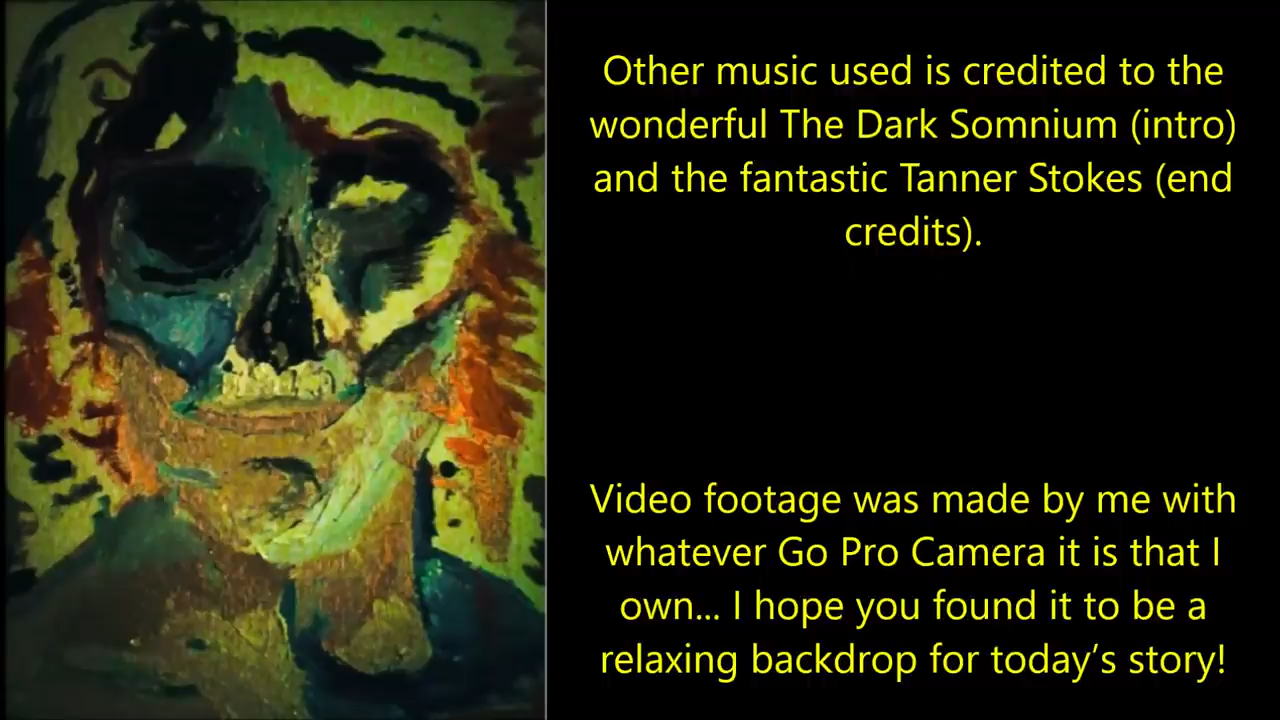 Other music used is credited to the
wonderful The Dark Somnium (intro)
and the fantastic Tanner Stokes (end
credits).
Video footage was made by me with
whatever Go Pro Camera it is that I
own... I hope you found it to be a
relaxing backdrop for today’s story!